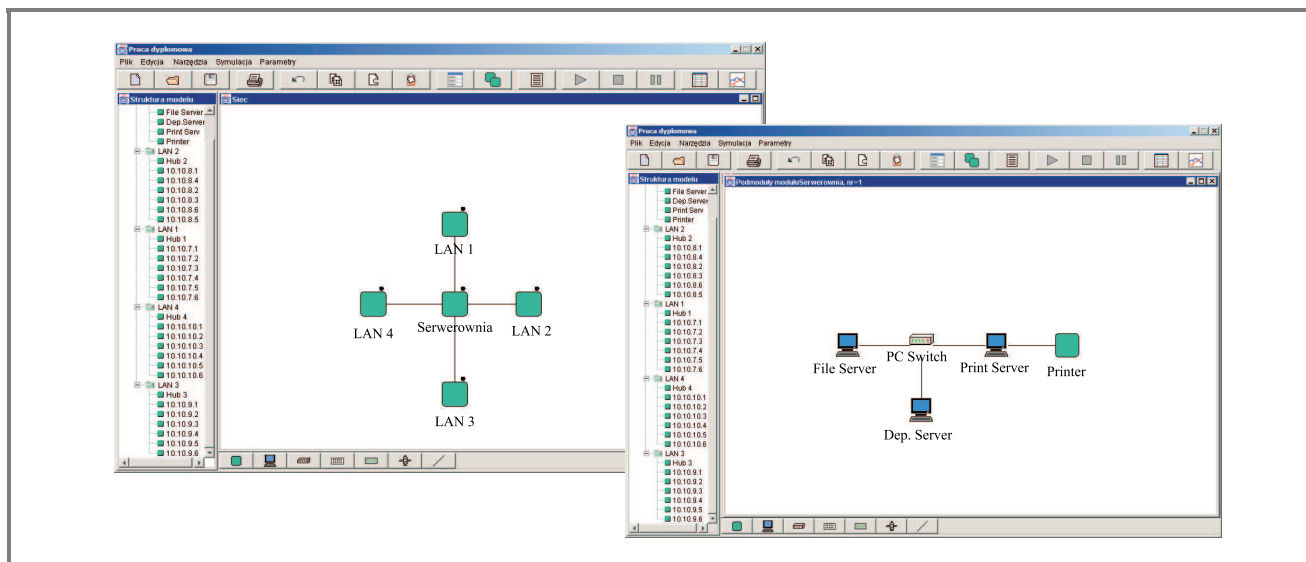 Praca dyplomowa
Plik Edycja Narzędzia Symulacja Parametry
Struktura modelu
File Server
Dep.Server
Print Serv
Printer
LAN 2
Hub 2
10.10.8.1
10.10.8.4
10.10.8.2
10.10.8.3
10.10.8.6
10.10.8.5
LAN 1
Hub 1
10.10.7.1
10.10.7.2
10.10.7.3
10.10.7.4
10.10.7.5
10.10.7.6
LAN 4
Hub 4
10.10.10.1
10.10.10.2
10.10.10.3
10.10.10.4
10.10.10.5
10.10.10.6
LAN 3
Hub 3
10.10.9.1
10.10.9.2
10.10.9.3
10.10.9.4
10.10.9.5
10.10.9.6
Siec
LAN 1
LAN 4
Serwerownia
LAN 2
LAN 3
Praca dyplomowa
Plik Edycja Narzędzia Symulacja Parametry
Struktura modelu
File Server
Dep.Server
Print Serv
Printer
LAN 2
Hub 2
10.10.8.1
10.10.8.4
10.10.8.2
10.10.8.3
10.10.8.6
10.10.8.5
LAN 1
Hub 1
10.10.7.1
10.10.7.2
10.10.7.3
10.10.7.4
10.10.7.5
10.10.7.6
LAN 4
Hub 4
10.10.10.1
10.10.10.2
10.10.10.3
10.10.10.4
10.10.10.5
10.10.10.6
LAN 3
Hub 3
10.10.9.1
10.10.9.2
10.10.9.3
10.10.9.4
10.10.9.5
10.10.9.6
Podmoduły modułuSerwerownia, nr=1
File Server
PC Switch
Print Server
Printer
Dep. Server